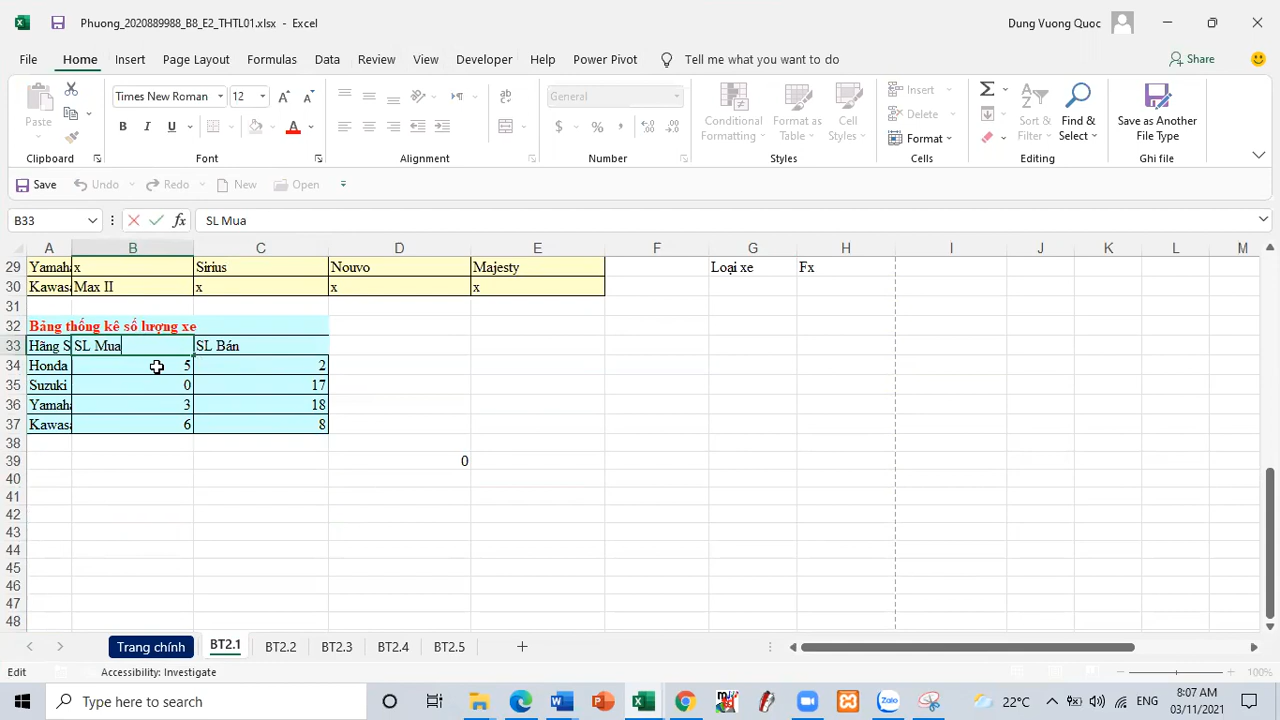 Phuong_2020889988_B8_E2_THTL01.xlsx - Excel
Dung Vuong Quoc
File Home Insert Page Layout Formulas Data Review View Developer Help Power Pivot Tell me what you want to do Share
Paste
Clipboard
Times New Roman 12
B I U A
Font
Alignment
General
$ % ,
Number
Conditional Formatting
Format as Table
Cell Styles
Styles
Insert
Delete
Format
Cells
Sort & Filter
Find & Select
Editing
Save as Another File Type
Ghi file
Save Undo Redo New Open
B33 fx SL Mua
A B C D E F G H I J K L M
29 Yamaha x Sirius Nouvo Majesty Loại xe Fx
30 Kawasa Max II x x x
31
32 Bảng thống kê số lượng xe
33 Hãng S SL Mua SL Bán
34 Honda 5 2
35 Suzuki 0 17
36 Yamaha 3 18
37 Kawasa 6 8
38
39 0
40
41
42
43
44
45
46
47
48
Trang chính BT2.1 BT2.2 BT2.3 BT2.4 BT2.5
Edit Accessibility: Investigate 100%
Type here to search
22°C
ENG
8:07 AM
03/11/2021